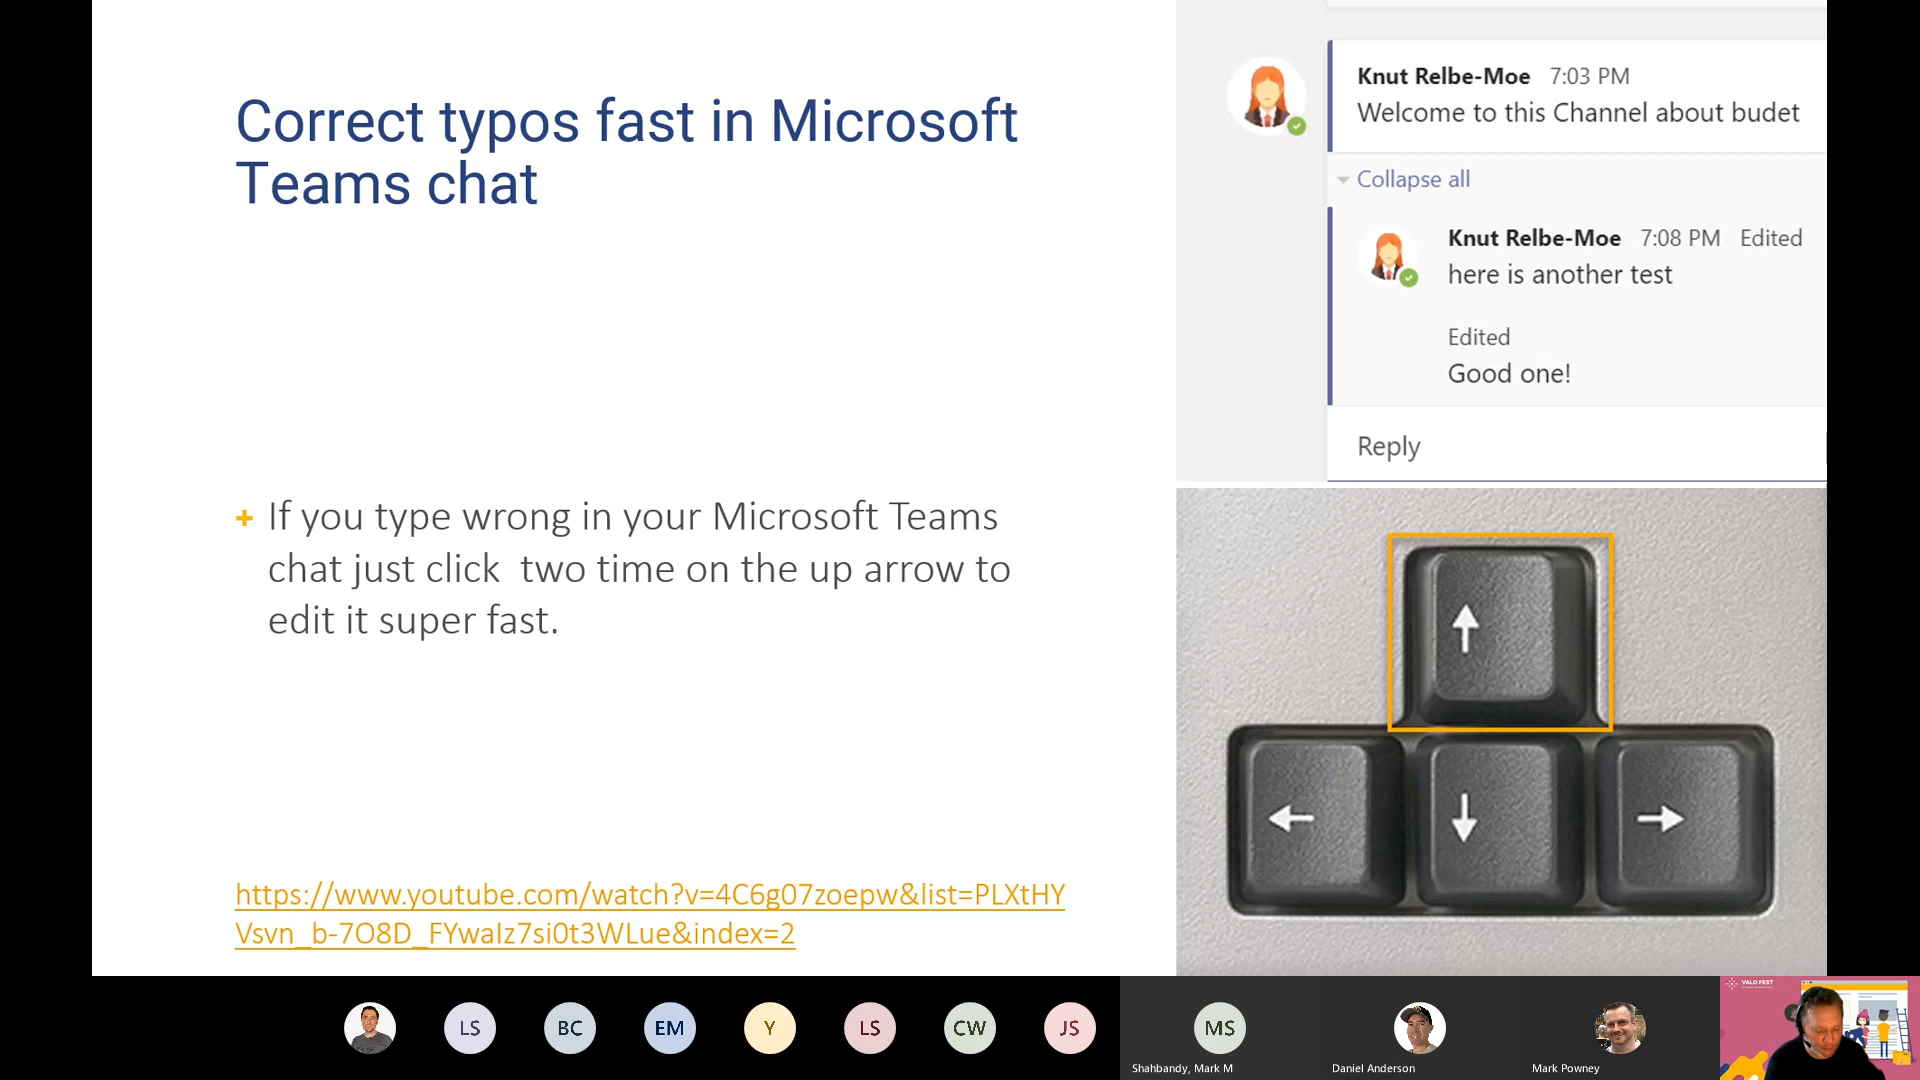 Correct typos fast in Microsoft
Teams chat
+ If you type wrong in your Microsoft Teams
chat just click  two time on the up arrow to
edit it super fast.
https://www.youtube.com/watch?v=4C6g07zoepw&list=PLXtHY
Vsvn_b-7O8D_FYwaIz7si0t3WLue&index=2
Knut Relbe-Moe 7:03 PM
Welcome to this Channel about budet
Collapse all
Knut Relbe-Moe 7:08 PM Edited
here is another test
Edited
Good one!
Reply
LS
BC
EM
Y
LS
CW
JS
MS
Shahbandy, Mark M
Daniel Anderson
Mark Powney
VALO FEST